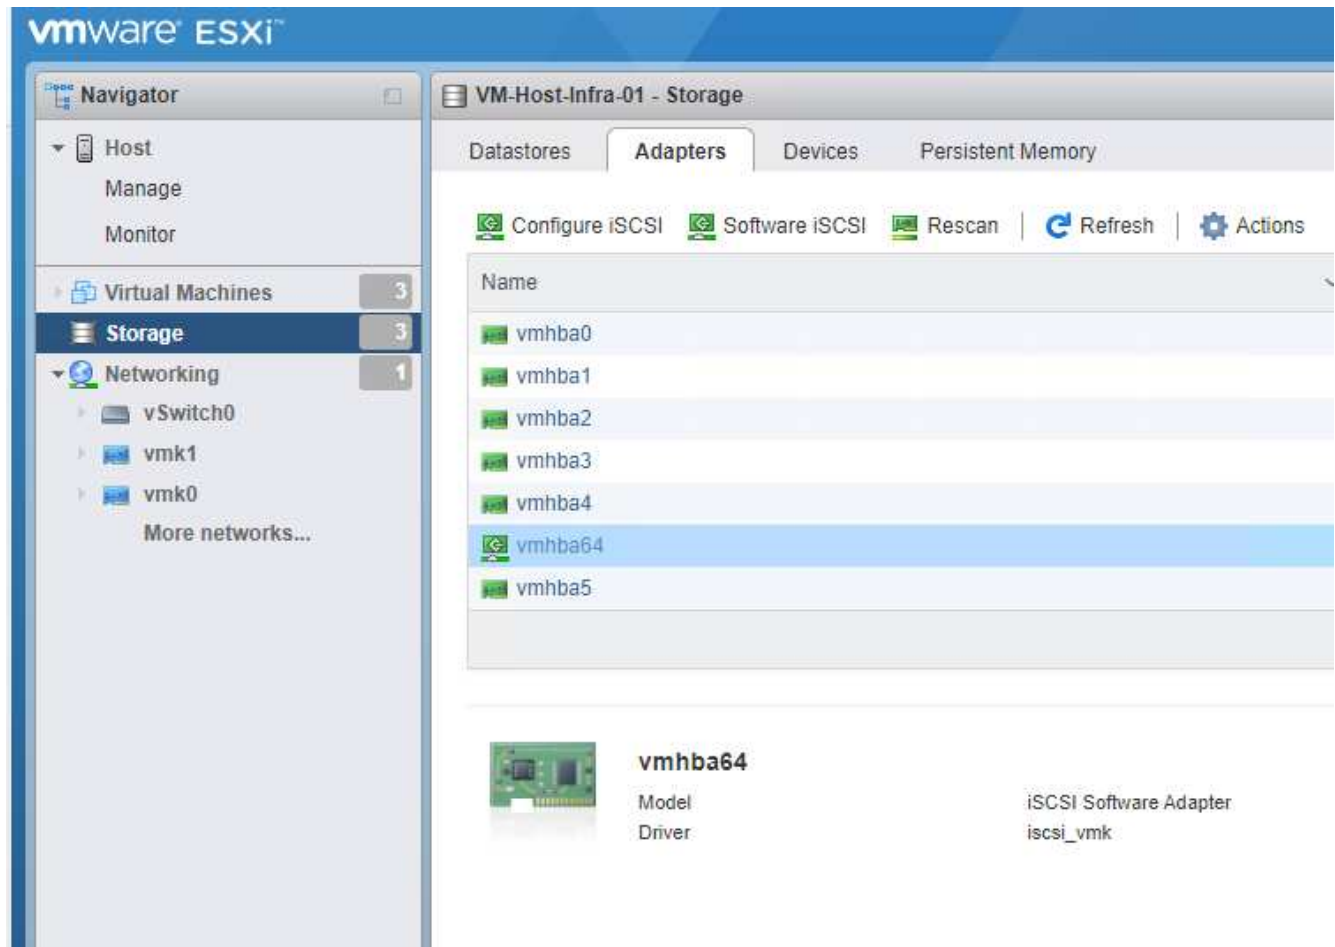 vmware ESXi™
Navigator
Host
Manage
Monitor
Virtual Machines 3
Storage 3
Networking 1
vSwitch0
vmk1
vmk0
More networks...
VM-Host-Infra-01 - Storage
Datastores Adapters Devices Persistent Memory
Configure iSCSI Software iSCSI Rescan Refresh Actions
Name
vmhba0
vmhba1
vmhba2
vmhba3
vmhba4
vmhba64
vmhba5
vmhba64
Model iSCSI Software Adapter
Driver iscsi_vmk